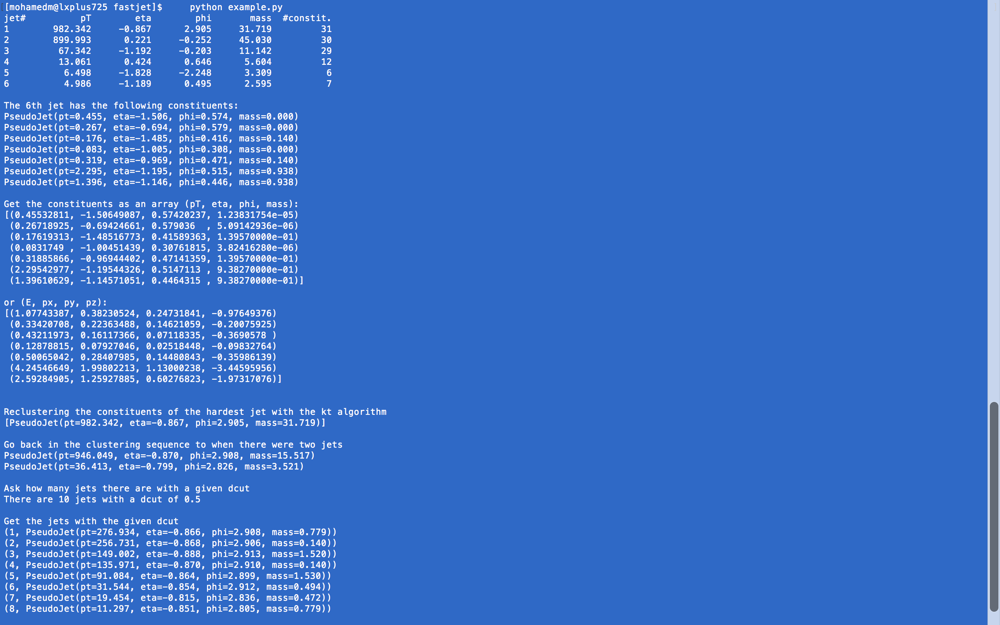 [[mohamedm@lxplus725 fastjet]$     python example.py
jet#          pT        eta        phi       mass  #constit.
1        982.342     -0.867      2.905     31.719         31
2        899.993      0.221     -0.252     45.030         30
3         67.342     -1.192     -0.203     11.142         29
4         13.061      0.424      0.646      5.604         12
5          6.498     -1.828     -2.248      3.309          6
6          4.986     -1.189      0.495      2.595          7
The 6th jet has the following constituents:
PseudoJet(pt=0.455, eta=-1.506, phi=0.574, mass=0.000)
PseudoJet(pt=0.267, eta=-0.694, phi=0.579, mass=0.000)
PseudoJet(pt=0.176, eta=-1.485, phi=0.416, mass=0.140)
PseudoJet(pt=0.083, eta=-1.005, phi=0.308, mass=0.000)
PseudoJet(pt=0.319, eta=-0.969, phi=0.471, mass=0.140)
PseudoJet(pt=2.295, eta=-1.195, phi=0.515, mass=0.938)
PseudoJet(pt=1.396, eta=-1.146, phi=0.446, mass=0.938)
Get the constituents as an array (pT, eta, phi, mass):
[(0.45532811, -1.50649087, 0.57420237, 1.23831754e-05)
 (0.26718925, -0.69424661, 0.579036  , 5.09142936e-06)
 (0.17619313, -1.48516773, 0.41589363, 1.39570000e-01)
 (0.0831749 , -1.00451439, 0.30761815, 3.82416280e-06)
 (0.31885866, -0.96944402, 0.47141359, 1.39570000e-01)
 (2.29542977, -1.19544326, 0.5147113 , 9.38270000e-01)
 (1.39610629, -1.14571051, 0.4464315 , 9.38270000e-01)]
or (E, px, py, pz):
[(1.07743387, 0.38230524, 0.24731841, -0.97649376)
 (0.33420708, 0.22363488, 0.14621059, -0.20075925)
 (0.43211973, 0.16117366, 0.07118335, -0.3690578 )
 (0.12878815, 0.07927046, 0.02518448, -0.09832764)
 (0.50065042, 0.28407985, 0.14480843, -0.35986139)
 (4.24546649, 1.99802213, 1.13000238, -3.44595956)
 (2.59284905, 1.25927885, 0.60276823, -1.97317076)]
Reclustering the constituents of the hardest jet with the kt algorithm
[PseudoJet(pt=982.342, eta=-0.867, phi=2.905, mass=31.719)]
Go back in the clustering sequence to when there were two jets
PseudoJet(pt=946.049, eta=-0.870, phi=2.908, mass=15.517)
PseudoJet(pt=36.413, eta=-0.799, phi=2.826, mass=3.521)
Ask how many jets there are with a given dcut
There are 10 jets with a dcut of 0.5
Get the jets with the given dcut
(1, PseudoJet(pt=276.934, eta=-0.866, phi=2.908, mass=0.779))
(2, PseudoJet(pt=256.731, eta=-0.868, phi=2.906, mass=0.140))
(3, PseudoJet(pt=149.002, eta=-0.888, phi=2.913, mass=1.520))
(4, PseudoJet(pt=135.971, eta=-0.870, phi=2.910, mass=0.140))
(5, PseudoJet(pt=91.084, eta=-0.864, phi=2.899, mass=1.530))
(6, PseudoJet(pt=31.544, eta=-0.854, phi=2.912, mass=0.494))
(7, PseudoJet(pt=19.454, eta=-0.815, phi=2.836, mass=0.472))
(8, PseudoJet(pt=11.297, eta=-0.851, phi=2.805, mass=0.779))